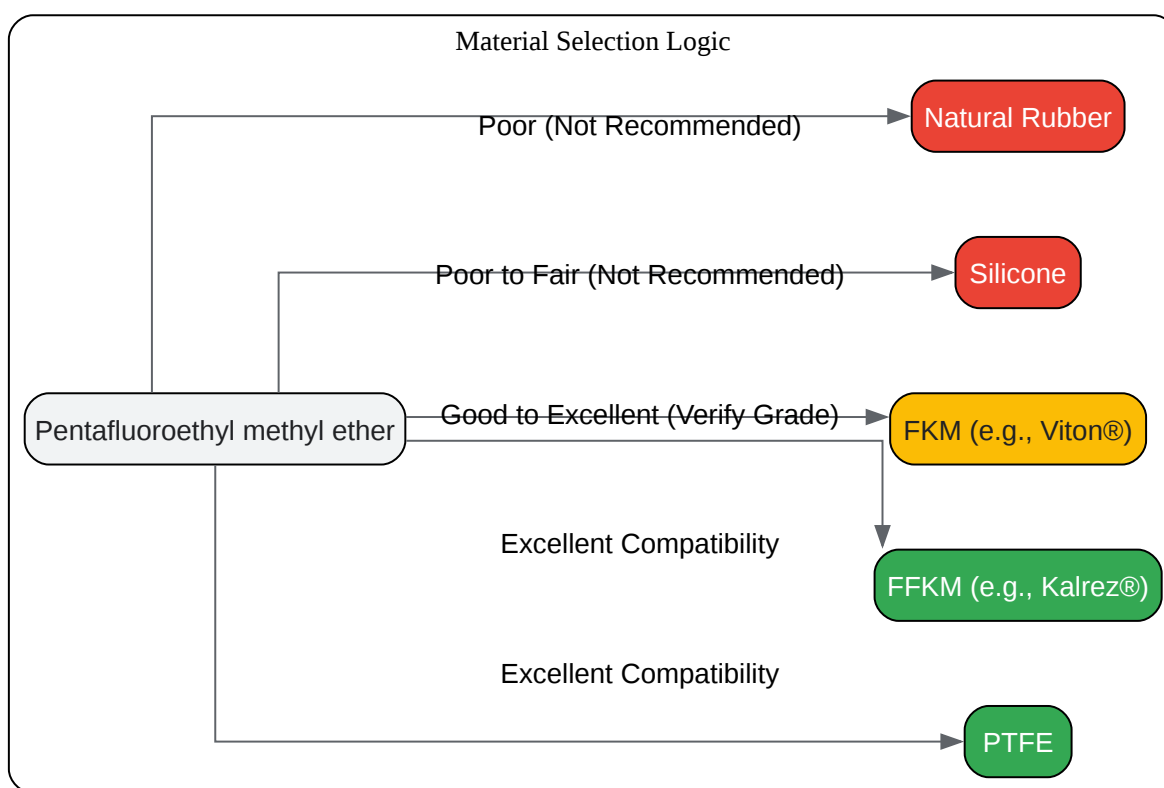 Material Selection Logic
Poor (Not Recommended)
Natural Rubber
Poor to Fair (Not Recommended)
Silicone
Pentafluoroethyl methyl ether
Good to Excellent (Verify Grade)
FKM (e.g., Viton®)
Excellent Compatibility
FFKM (e.g., Kalrez®)
Excellent Compatibility
PTFE